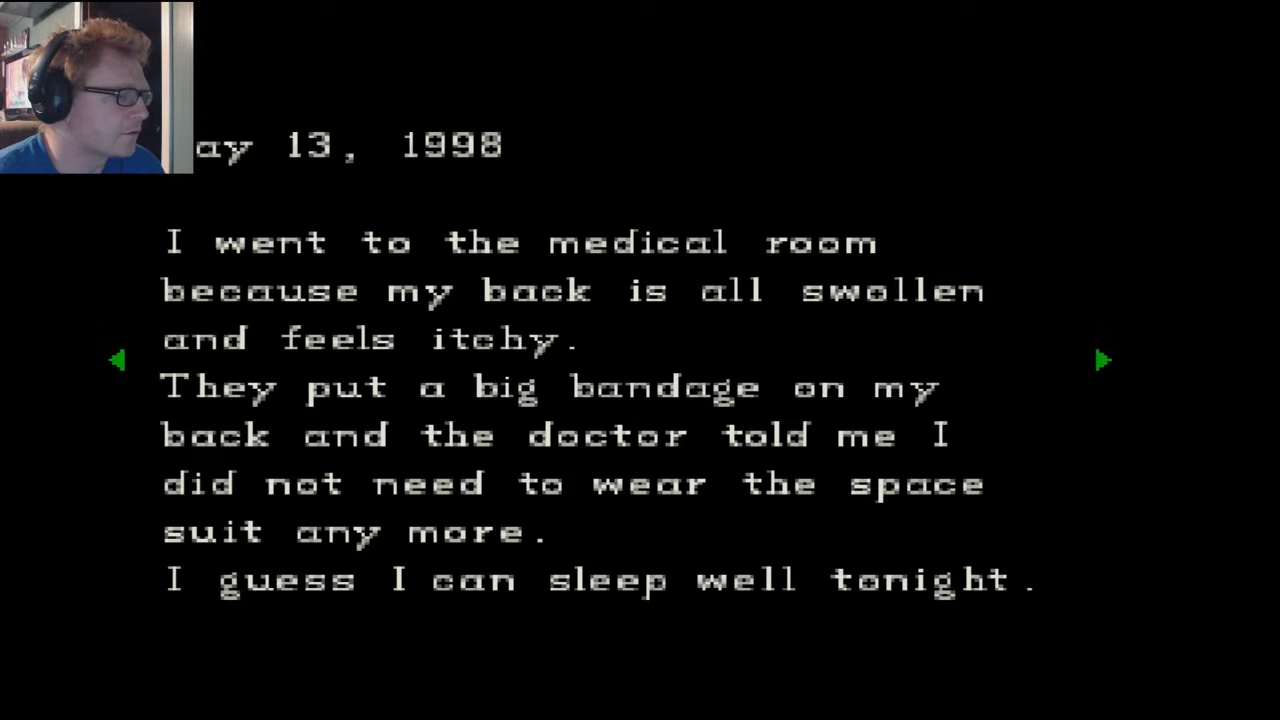 ay 13, 1998
I went to the medical room
because my back is all swollen
and feels itchy.
They put a big bandage on my
back and the doctor told me I
did not need to wear the space
suit any more.
I guess I can sleep well tonight.